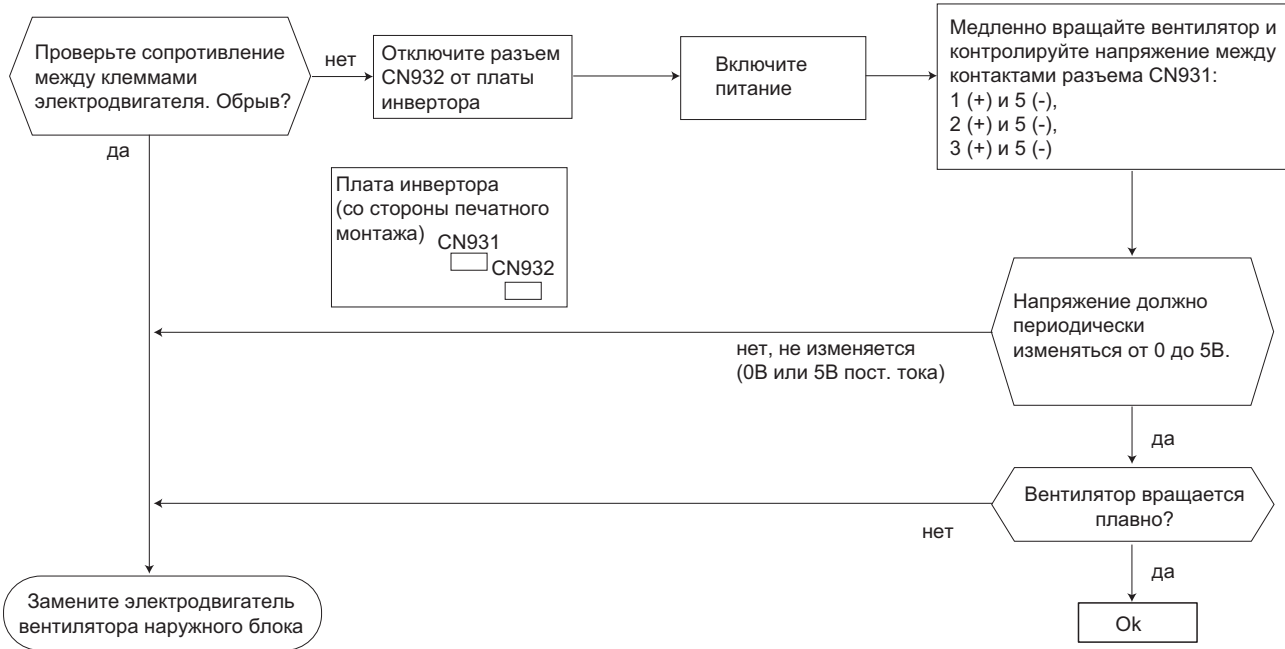 Проверьте сопротивление
между клеммами
электродвигателя. Обрыв?
нет
Отключите разъем
CN932 от платы
инвертора
Включите
питание
Медленно вращайте вентилятор и
контролируйте напряжение между
контактами разъема CN931:
1 (+) и 5 (-),
2 (+) и 5 (-),
3 (+) и 5 (-)
да
Плата инвертора
(со стороны печатного
монтажа)
CN931
CN932
Напряжение должно
периодически
изменяться от 0 до 5В.
нет, не изменяется
(0В или 5В пост. тока)
да
Вентилятор вращается
плавно?
нет
да
Замените электродвигатель
вентилятора наружного блока
Ok